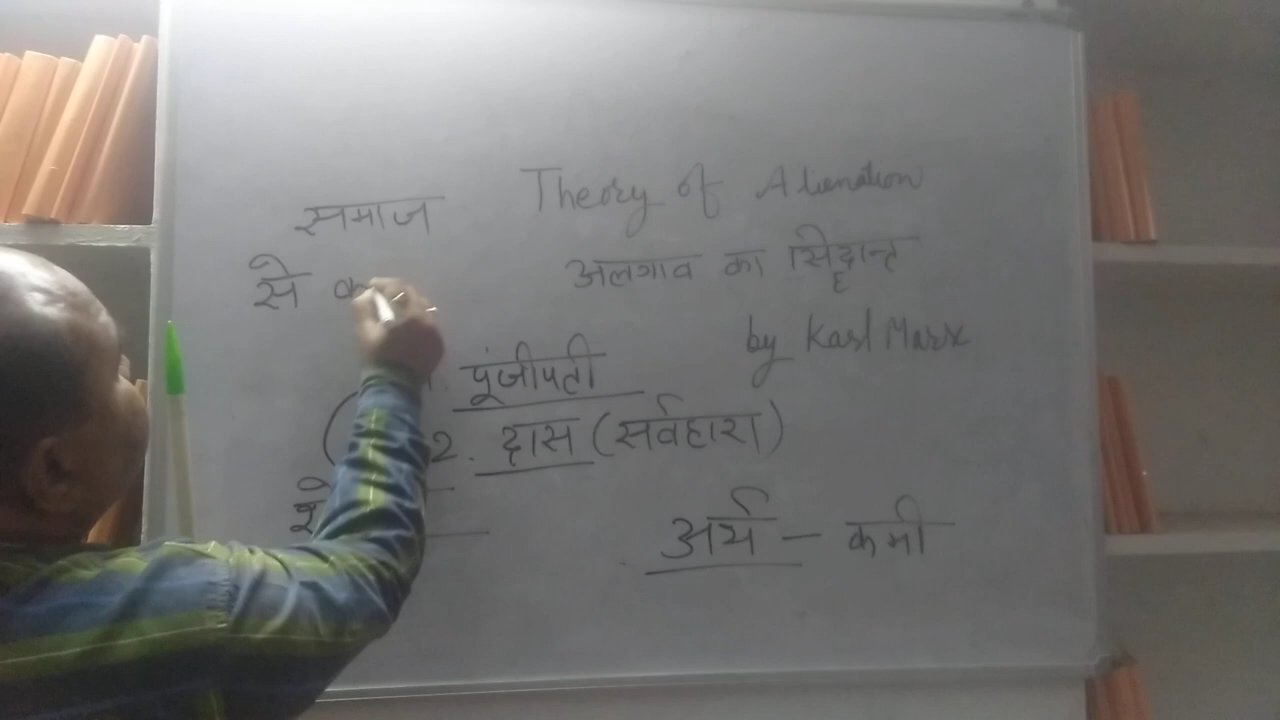 समाज
से
Theory of Alienation
अलगाव का सिद्धान्त
by Karl Marx
पूंजीपती
2. दास (सर्वहारा)
अर्थ – कमी